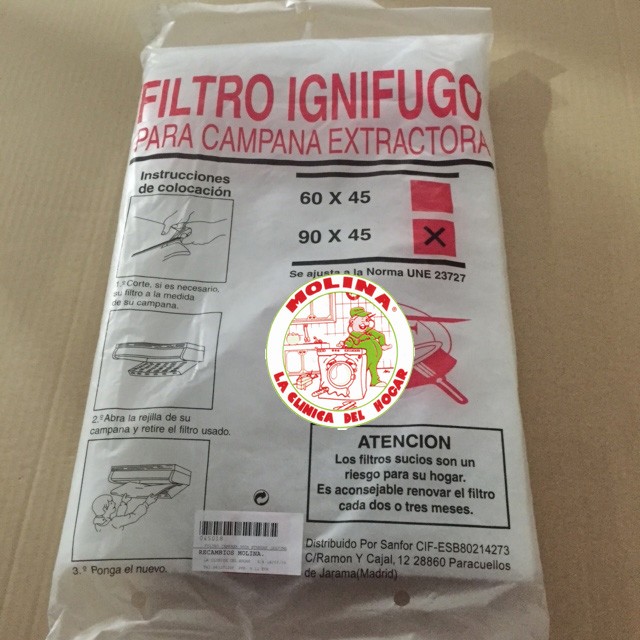 FILTRO IGNIFUGO
PARA CAMPANA EXTRACTORA
Instrucciones
de colocación
60 X 45
90 X 45
Se ajusta a la Norma UNE 23727
1.º Corte, si es necesario,
su filtro a la medida
de su campana.
MOLINA
LA CLINICA DEL HOGAR
2.º Abra la rejilla de su
campana y retire el filtro usado.
ATENCION
Los filtros sucios son un
riesgo para su hogar.
Es aconsejable renovar el filtro
cada dos o tres meses.
RECAMBIOS MOLINA.
3.º Ponga el nuevo.
Distribuido Por Sanfor CIF-ESB80214273
C/Ramon Y Cajal, 12 28860 Paracuellos
de Jarama(Madrid)